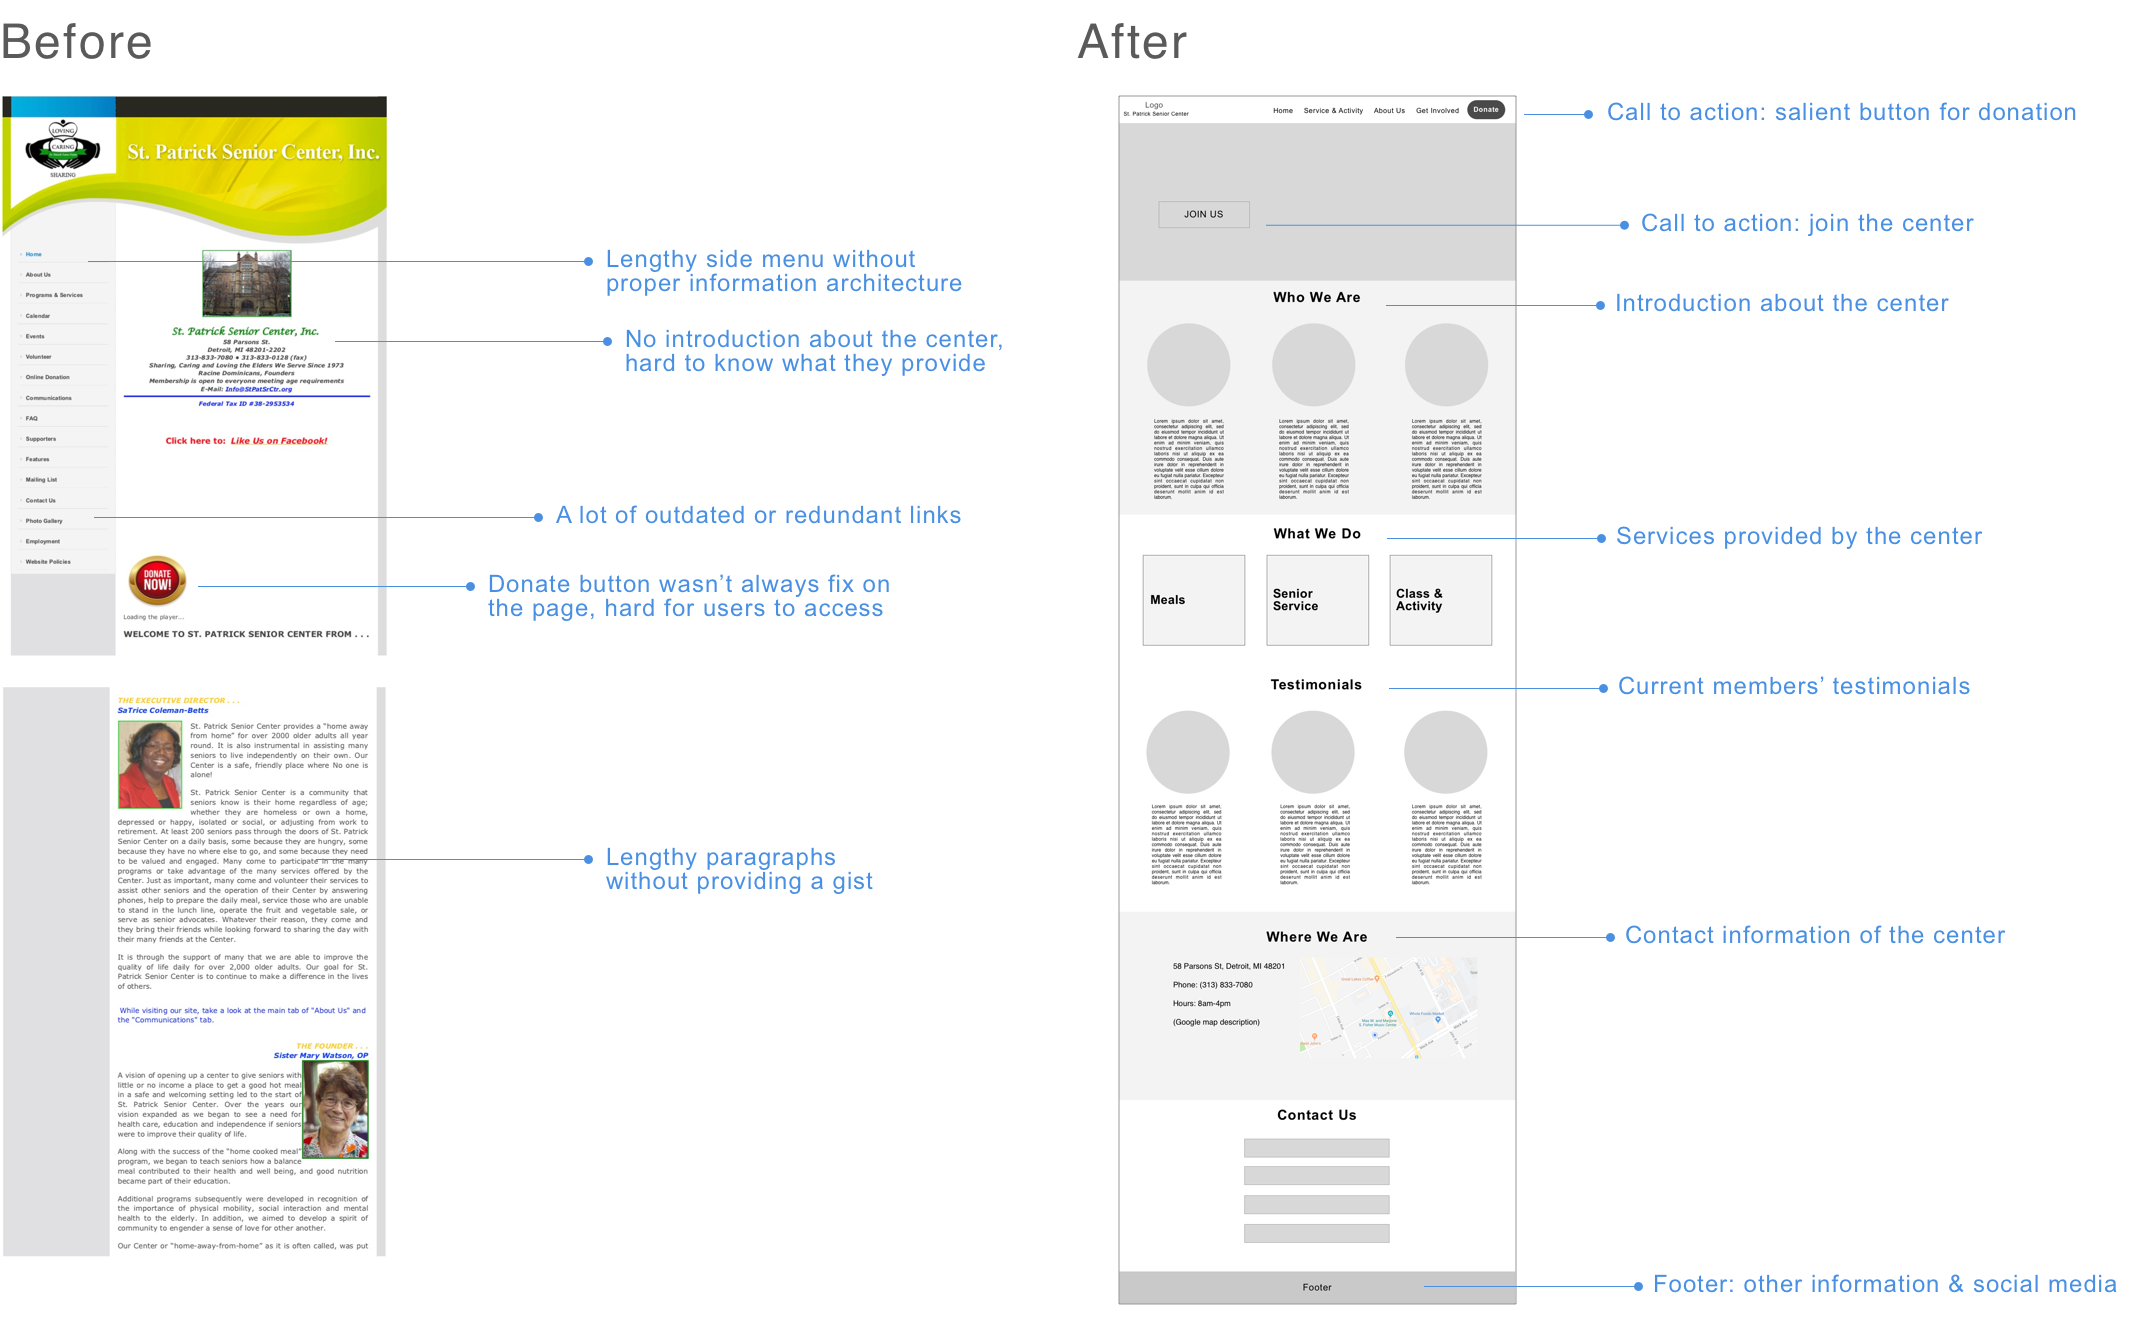 Before
LOVING
CARING
SHARING
St. Patrick Senior Center, Inc.
Home
About Us
Programs & Services
Calendar
Events
Volunteer
Online Donation
Communications
FAQ
Supporters
Features
Mailing List
Contact Us
Photo Gallery
Employment
Website Policies
St. Patrick Senior Center, Inc.
58 Parsons St.
Detroit, MI 48201-2202
313-833-7080 • 313-833-0128 (fax)
Sharing, Caring and Loving the Elders We Serve Since 1973
Racine Dominicans, Founders
Membership is open to everyone meeting age requirements
E-Mail: Info@StPatSrCtr.org
Federal Tax ID #38-2953534
Click here to: Like Us on Facebook!
DONATE
NOW!
Loading the player...
WELCOME TO ST. PATRICK SENIOR CENTER FROM . . .
Lengthy side menu without
proper information architecture
No introduction about the center,
hard to know what they provide
A lot of outdated or redundant links
Donate button wasn't always fix on
the page, hard for users to access
THE EXECUTIVE DIRECTOR . . .
SaTrice Coleman-Betts
St. Patrick Senior Center provides a "home away
from home" for over 2000 older adults all year
round. It is also instrumental in assisting many
seniors to live independently on their own. Our
Center is a safe, friendly place where No one is
alone!
St. Patrick Senior Center is a community that
seniors know is their home regardless of age;
whether they are homeless or own a home,
depressed or happy, isolated or social, or adjusting from work to
retirement. At least 200 seniors pass through the doors of St. Patrick
Senior Center on a daily basis, some because they are hungry, some
because they have no where else to go, and some because they need
to be valued and engaged. Many come to participate in the many
programs or take advantage of the many services offered by the
Center. Just as important, many come and volunteer their services to
assist other seniors and the operation of their Center by answering
phones, help to prepare the daily meal, service those who are unable
to stand in the lunch line, operate the fruit and vegetable sale, or
serve as senior advocates. Whatever their reason, they come and
they bring their friends while looking forward to sharing the day with
their many friends at the Center.
It is through the support of many that we are able to improve the
quality of life daily for over 2,000 older adults. Our goal for St.
Patrick Senior Center is to continue to make a difference in the lives
of others.
While visiting our site, take a look at the main tab of "About Us" and
the "Communications" tab.
THE FOUNDER . . .
Sister Mary Watson, OP
A vision of opening up a center to give seniors with
little or no income a place to get a good hot meal
in a safe and welcoming setting led to the start of
St. Patrick Senior Center. Over the years our
vision expanded as we began to see a need for
health care, education and independence if seniors
were to improve their quality of life.
Along with the success of the "home cooked meal"
program, we began to teach seniors how a balance
meal contributed to their health and well being, and good nutrition
became part of their education.
Additional programs subsequently were developed in recognition of
the importance of physical mobility, social interaction and mental
health to the elderly. In addition, we aimed to develop a spirit of
community to engender a sense of love for other another.
Our Center or "home-away-from-home" as it is often called, was put
Lengthy paragraphs
without providing a gist
After
Logo
St. Patrick Senior Center
Home
Service & Activity
About Us
Get Involved
Donate
Call to action: salient button for donation
JOIN US
Call to action: join the center
Who We Are
Introduction about the center
Lorem ipsum dolor sit amet,
consectetur adipiscing elit, sed
do eiusmod tempor incididunt ut
labore et dolore magna aliqua. Ut
enim ad minim veniam, quis
nostrud exercitation ullamco
laboris nisi ut aliquip ex ea
commodo consequat. Duis aute
irure dolor in reprehenderit in
voluptate velit esse cillum dolore
eu fugiat nulla pariatur. Excepteur
sint occaecat cupidatat non
proident, sunt in culpa qui officia
deserunt mollit anim id est
laborum.
Lorem ipsum dolor sit amet,
consectetur adipiscing elit, sed
do eiusmod tempor incididunt ut
labore et dolore magna aliqua. Ut
enim ad minim veniam, quis
nostrud exercitation ullamco
laboris nisi ut aliquip ex ea
commodo consequat. Duis aute
irure dolor in reprehenderit in
voluptate velit esse cillum dolore
eu fugiat nulla pariatur. Excepteur
sint occaecat cupidatat non
proident, sunt in culpa qui officia
deserunt mollit anim id est
laborum.
Lorem ipsum dolor sit amet,
consectetur adipiscing elit, sed
do eiusmod tempor incididunt ut
labore et dolore magna aliqua. Ut
enim ad minim veniam, quis
nostrud exercitation ullamco
laboris nisi ut aliquip ex ea
commodo consequat. Duis aute
irure dolor in reprehenderit in
voluptate velit esse cillum dolore
eu fugiat nulla pariatur. Excepteur
sint occaecat cupidatat non
proident, sunt in culpa qui officia
deserunt mollit anim id est
laborum.
What We Do
Services provided by the center
Meals
Senior
Service
Class &
Activity
Testimonials
Current members' testimonials
Lorem ipsum dolor sit amet,
consectetur adipiscing elit, sed
do eiusmod tempor incididunt ut
labore et dolore magna aliqua. Ut
enim ad minim veniam, quis
nostrud exercitation ullamco
laboris nisi ut aliquip ex ea
commodo consequat. Duis aute
irure dolor in reprehenderit in
voluptate velit esse cillum dolore
eu fugiat nulla pariatur. Excepteur
sint occaecat cupidatat non
proident, sunt in culpa qui officia
deserunt mollit anim id est
laborum.
Lorem ipsum dolor sit amet,
consectetur adipiscing elit, sed
do eiusmod tempor incididunt ut
labore et dolore magna aliqua. Ut
enim ad minim veniam, quis
nostrud exercitation ullamco
laboris nisi ut aliquip ex ea
commodo consequat. Duis aute
irure dolor in reprehenderit in
voluptate velit esse cillum dolore
eu fugiat nulla pariatur. Excepteur
sint occaecat cupidatat non
proident, sunt in culpa qui officia
deserunt mollit anim id est
laborum.
Lorem ipsum dolor sit amet,
consectetur adipiscing elit, sed
do eiusmod tempor incididunt ut
labore et dolore magna aliqua. Ut
enim ad minim veniam, quis
nostrud exercitation ullamco
laboris nisi ut aliquip ex ea
commodo consequat. Duis aute
irure dolor in reprehenderit in
voluptate velit esse cillum dolore
eu fugiat nulla pariatur. Excepteur
sint occaecat cupidatat non
proident, sunt in culpa qui officia
deserunt mollit anim id est
laborum.
Where We Are
Contact information of the center
58 Parsons St, Detroit, MI 48201
Phone: (313) 833-7080
Hours: 8am-4pm
(Google map description)
Great Lakes Coffee
Max M. and Marjorie
S. Fisher Music Center
Whole Foods Market
Mack Ave
Contact Us
Footer
Footer: other information & social media